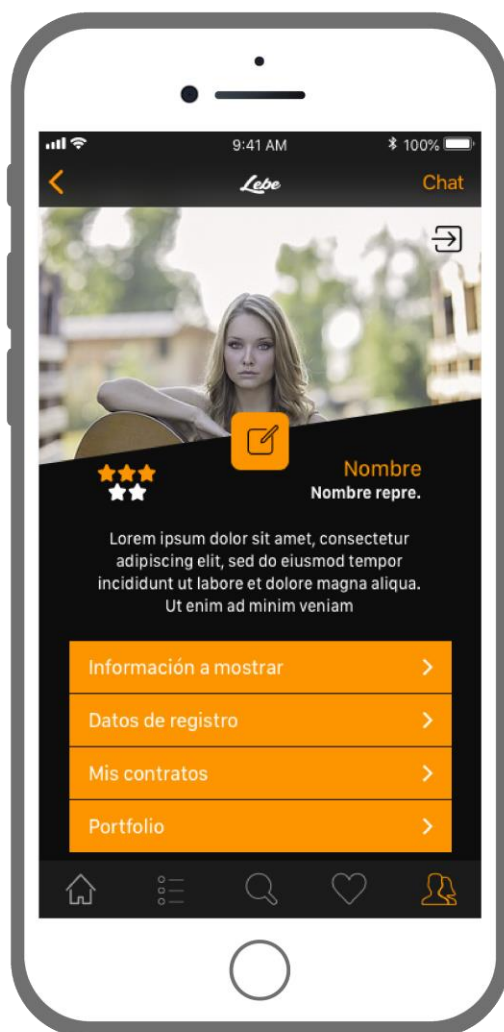 9:41 AM
100%
Lebe
Chat
Nombre
Nombre repre.
Lorem ipsum dolor sit amet, consectetur
adipiscing elit, sed do eiusmod tempor
incididunt ut labore et dolore magna aliqua.
Ut enim ad minim veniam
Información a mostrar
Datos de registro
Mis contratos
Portfolio